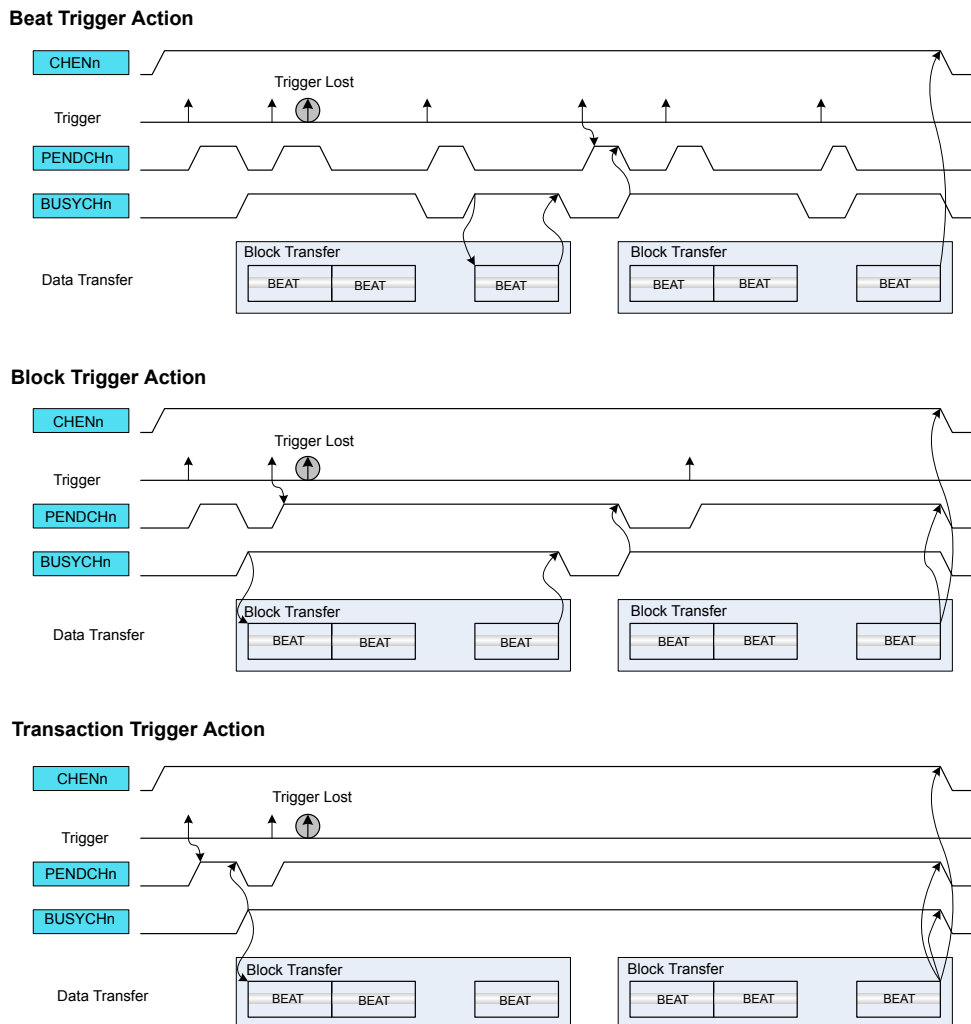 Beat Trigger Action
CHENn
Trigger Lost
Trigger
PENDCHn
BUSYCHn
Block Transfer
Block Transfer
Data Transfer
BEAT
BEAT
BEAT
BEAT
BEAT
BEAT
Block Trigger Action
CHENn
Trigger Lost
Trigger
PENDCHn
BUSYCHn
Block Transfer
Block Transfer
Data Transfer
BEAT
BEAT
BEAT
BEAT
BEAT
BEAT
Transaction Trigger Action
CHENn
Trigger Lost
Trigger
PENDCHn
BUSYCHn
Block Transfer
Block Transfer
Data Transfer
BEAT
BEAT
BEAT
BEAT
BEAT
BEAT